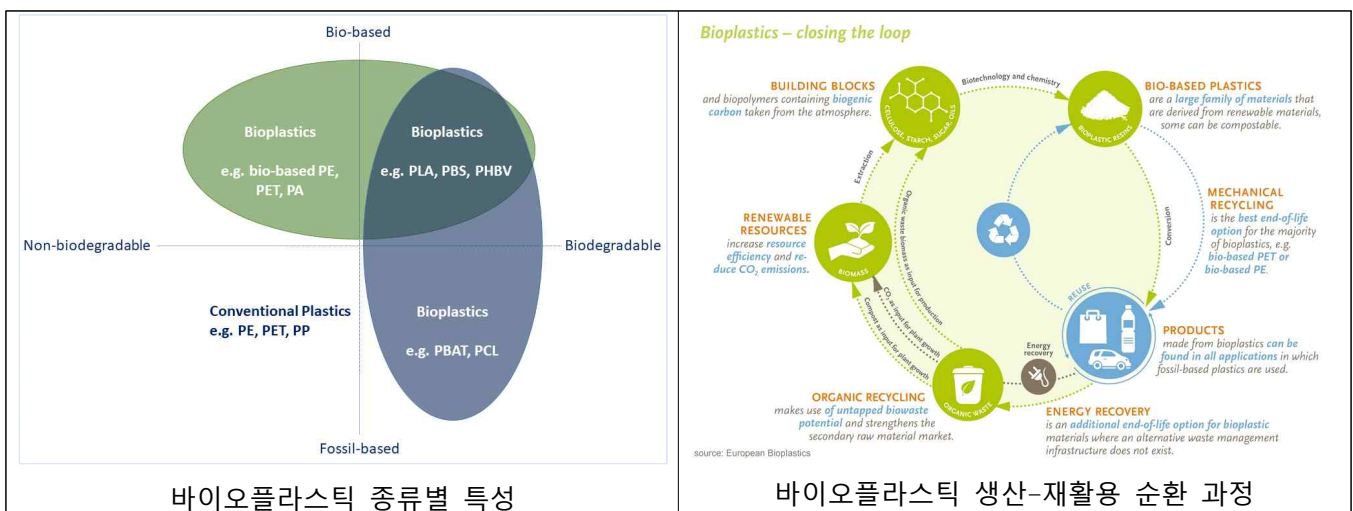 Bio-based
Bioplastics
e.g. bio-based PE,
PET, PA
Bioplastics
e.g. PLA, PBS, PHBV
Non-biodegradable
Biodegradable
Conventional Plastics
e.g. PE, PET, PP
Bioplastics
e.g. PBAT, PCL
Fossil-based
바이오플라스틱 종류별 특성
Bioplastics – closing the loop
BUILDING BLOCKS
and biopolymers containing biogenic
carbon taken from the atmosphere.
CELLULOSE, STARCH, SUGAR, OILS
Biotechnology and chemistry
BIOPLASTIC RESINS
BIO-BASED PLASTICS
are a large family of materials that
are derived from renewable materials,
some can be compostable.
Extraction
Organic waste biomass as input for production
Conversion
MECHANICAL
RECYCLING
is the best end-of-life
option for the majority
of bioplastics, e.g.
bio-based PET or
bio-based PE.
RENEWABLE
RESOURCES
increase resource
efficiency and re-
duce CO₂ emissions.
BIOMASS
CO₂ as input for plant growth
Compost as input for plant growth
REUSE
PRODUCTS
made from bioplastics can be
found in all applications in which
fossil-based plastics are used.
Energy
recovery
ORGANIC WASTE
ORGANIC RECYCLING
makes use of untapped biowaste
potential and strengthens the
secondary raw material market.
ENERGY RECOVERY
is an additional end-of-life option for bioplastic
materials where an alternative waste management
infrastructure does not exist.
source: European Bioplastics
바이오플라스틱 생산-재활용 순환 과정